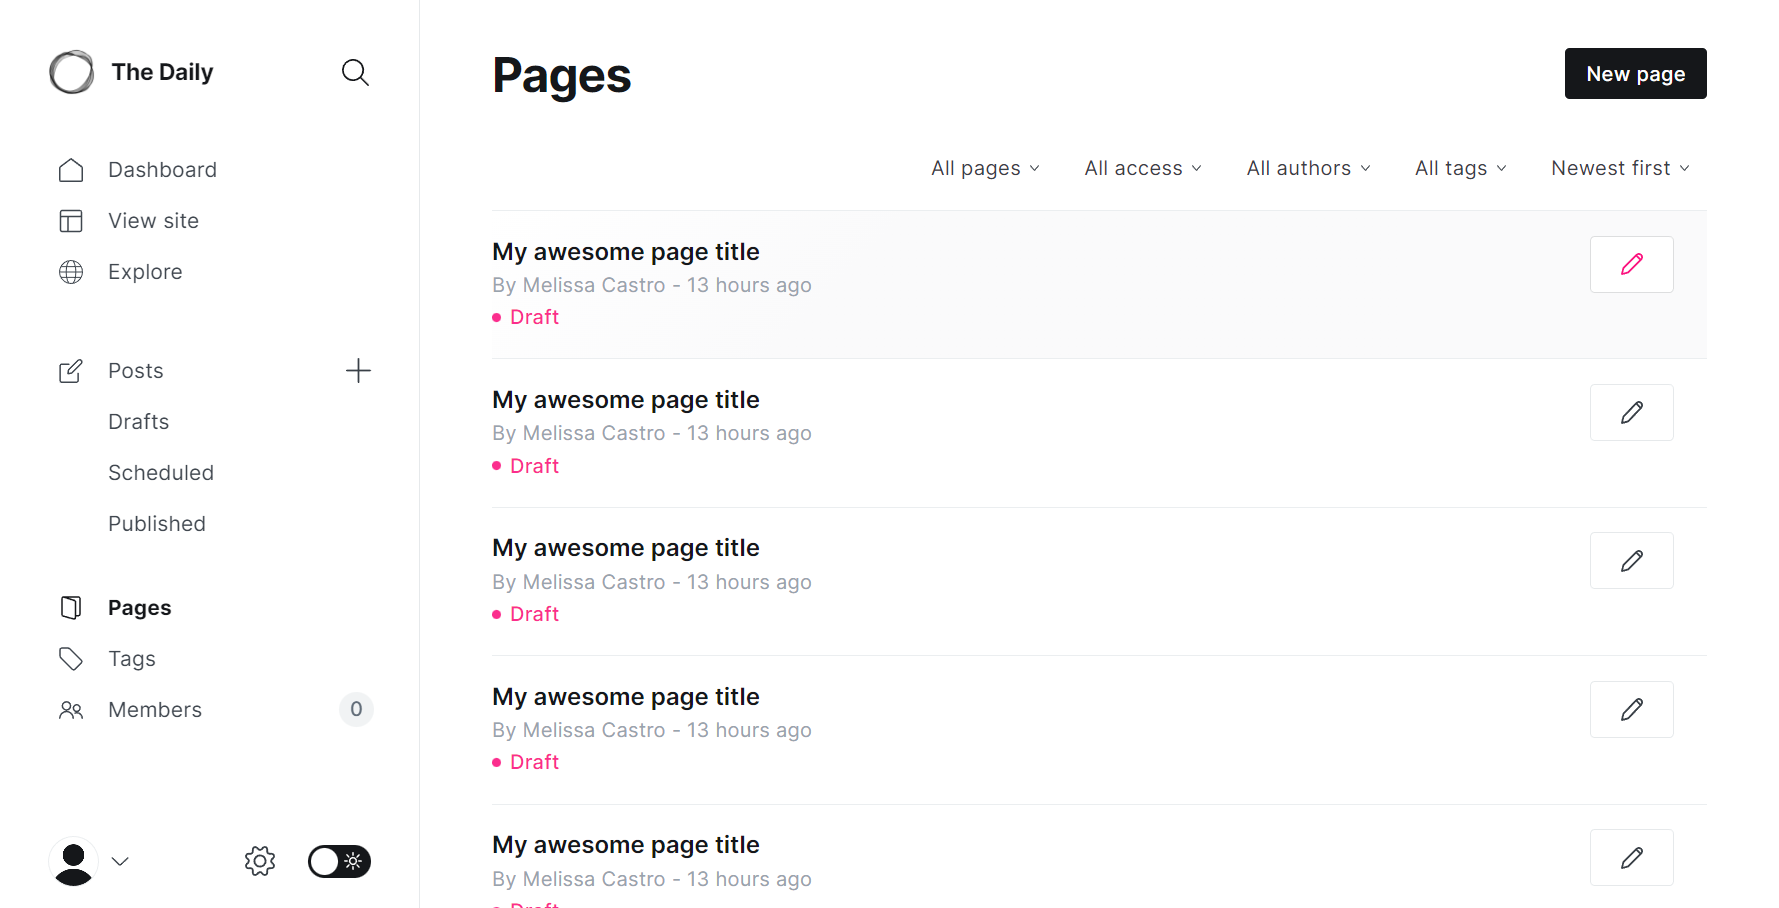 The Daily
Dashboard
View site
Explore
Posts
Drafts
Scheduled
Published
Pages
Tags
Members
0
Pages
New page
All pages
All access
All authors
All tags
Newest first
My awesome page title
By Melissa Castro - 13 hours ago
Draft
My awesome page title
By Melissa Castro - 13 hours ago
Draft
My awesome page title
By Melissa Castro - 13 hours ago
Draft
My awesome page title
By Melissa Castro - 13 hours ago
Draft
My awesome page title
By Melissa Castro - 13 hours ago
Draft